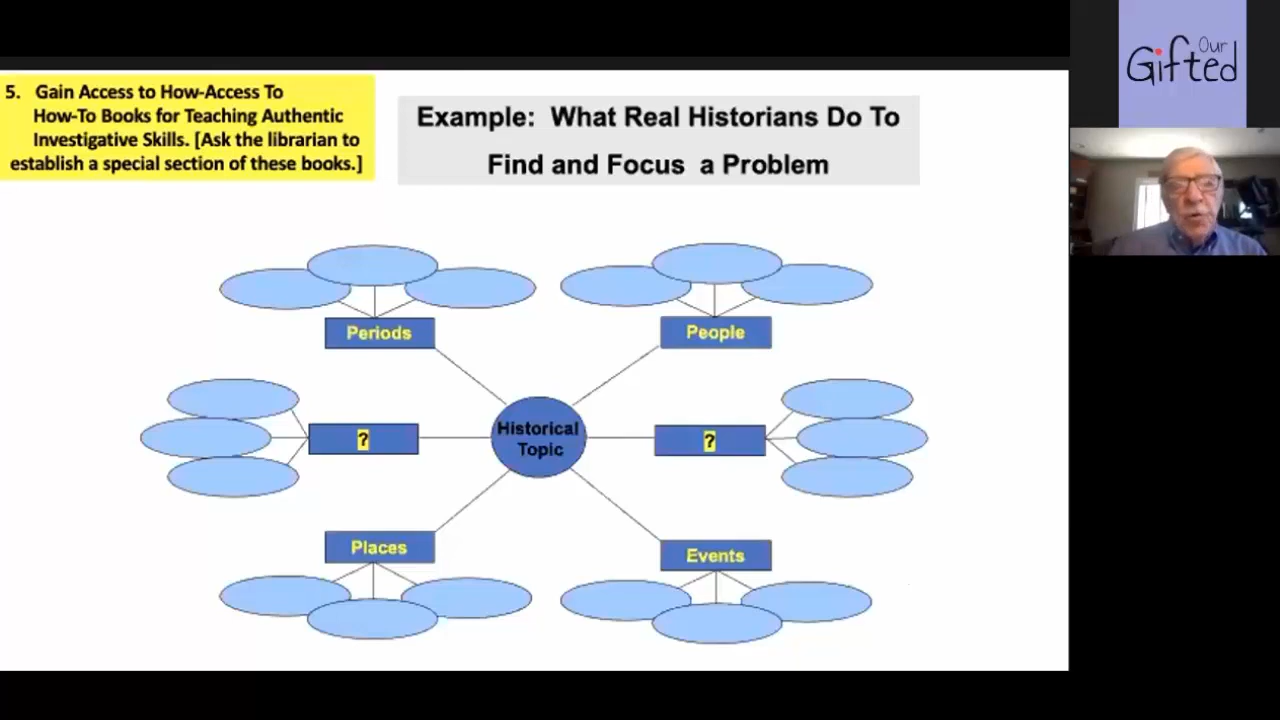 5. Gain Access to How-Access To
How-To Books for Teaching Authentic
Investigative Skills. [Ask the librarian to
establish a special section of these books.]
Example: What Real Historians Do To
Find and Focus a Problem
Our
Gifted
Periods
People
?
Historical
Topic
?
Places
Events